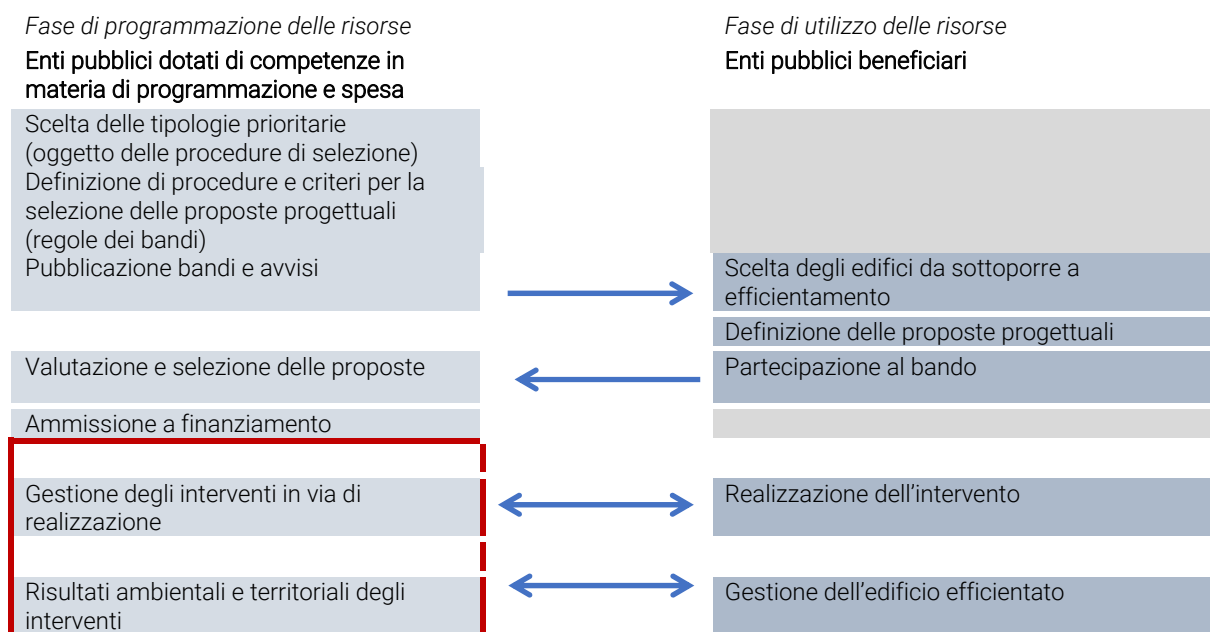 Fase di programmazione delle risorse
Enti pubblici dotati di competenze in
materia di programmazione e spesa
Scelta delle tipologie prioritarie
(oggetto delle procedure di selezione)
Definizione di procedure e criteri per la
selezione delle proposte progettuali
(regole dei bandi)
Pubblicazione bandi e avvisi
Valutazione e selezione delle proposte
Ammissione a finanziamento
Gestione degli interventi in via di
realizzazione
Risultati ambientali e territoriali degli
interventi
Fase di utilizzo delle risorse
Enti pubblici beneficiari
Scelta degli edifici da sottoporre a
efficientamento
Definizione delle proposte progettuali
Partecipazione al bando
Realizzazione dell’intervento
Gestione dell’edificio efficientato